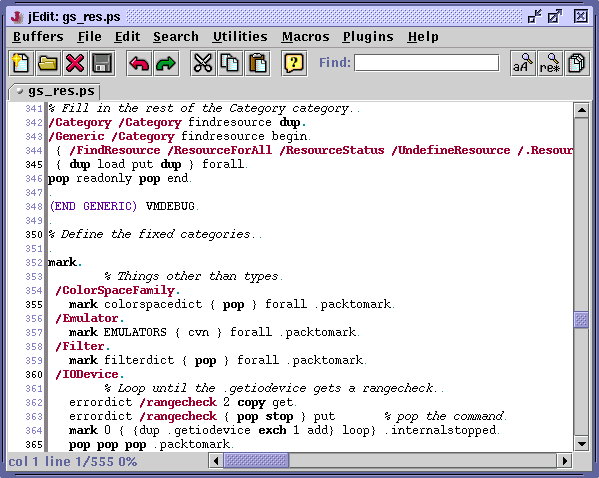 jEdit: gs_res.ps
Buffers File Edit Search Utilities Macros Plugins Help
Find: aA re*
gs_res.ps
341 % Fill in the rest of the Category category..
342 /Category /Category findresource dup.
343 /Generic /Category findresource begin.
344 { /FindResource /ResourceForAll /ResourceStatus /UndefineResource /.Resour
345 { dup load put dup } forall.
346 pop readonly pop end.
347 .
348 (END GENERIC) VMDEBUG.
349 .
350 % Define the fixed categories..
351 .
352 mark.
353 % Things other than types.
354 /ColorSpaceFamily.
355 mark colorspacedict { pop } forall .packtomark.
356 /Emulator.
357 mark EMULATORS { cvn } forall .packtomark.
358 /Filter.
359 mark filterdict { pop } forall .packtomark.
360 /IODevice.
361 % Loop until the .getiodevice gets a rangecheck..
362 errordict /rangecheck 2 copy get.
363 errordict /rangecheck { pop stop } put % pop the command.
364 mark 0 { {dup .getiodevice exch 1 add} loop} .internalstopped.
365 pop pop pop .packtomark.
col 1 line 1/555 0%